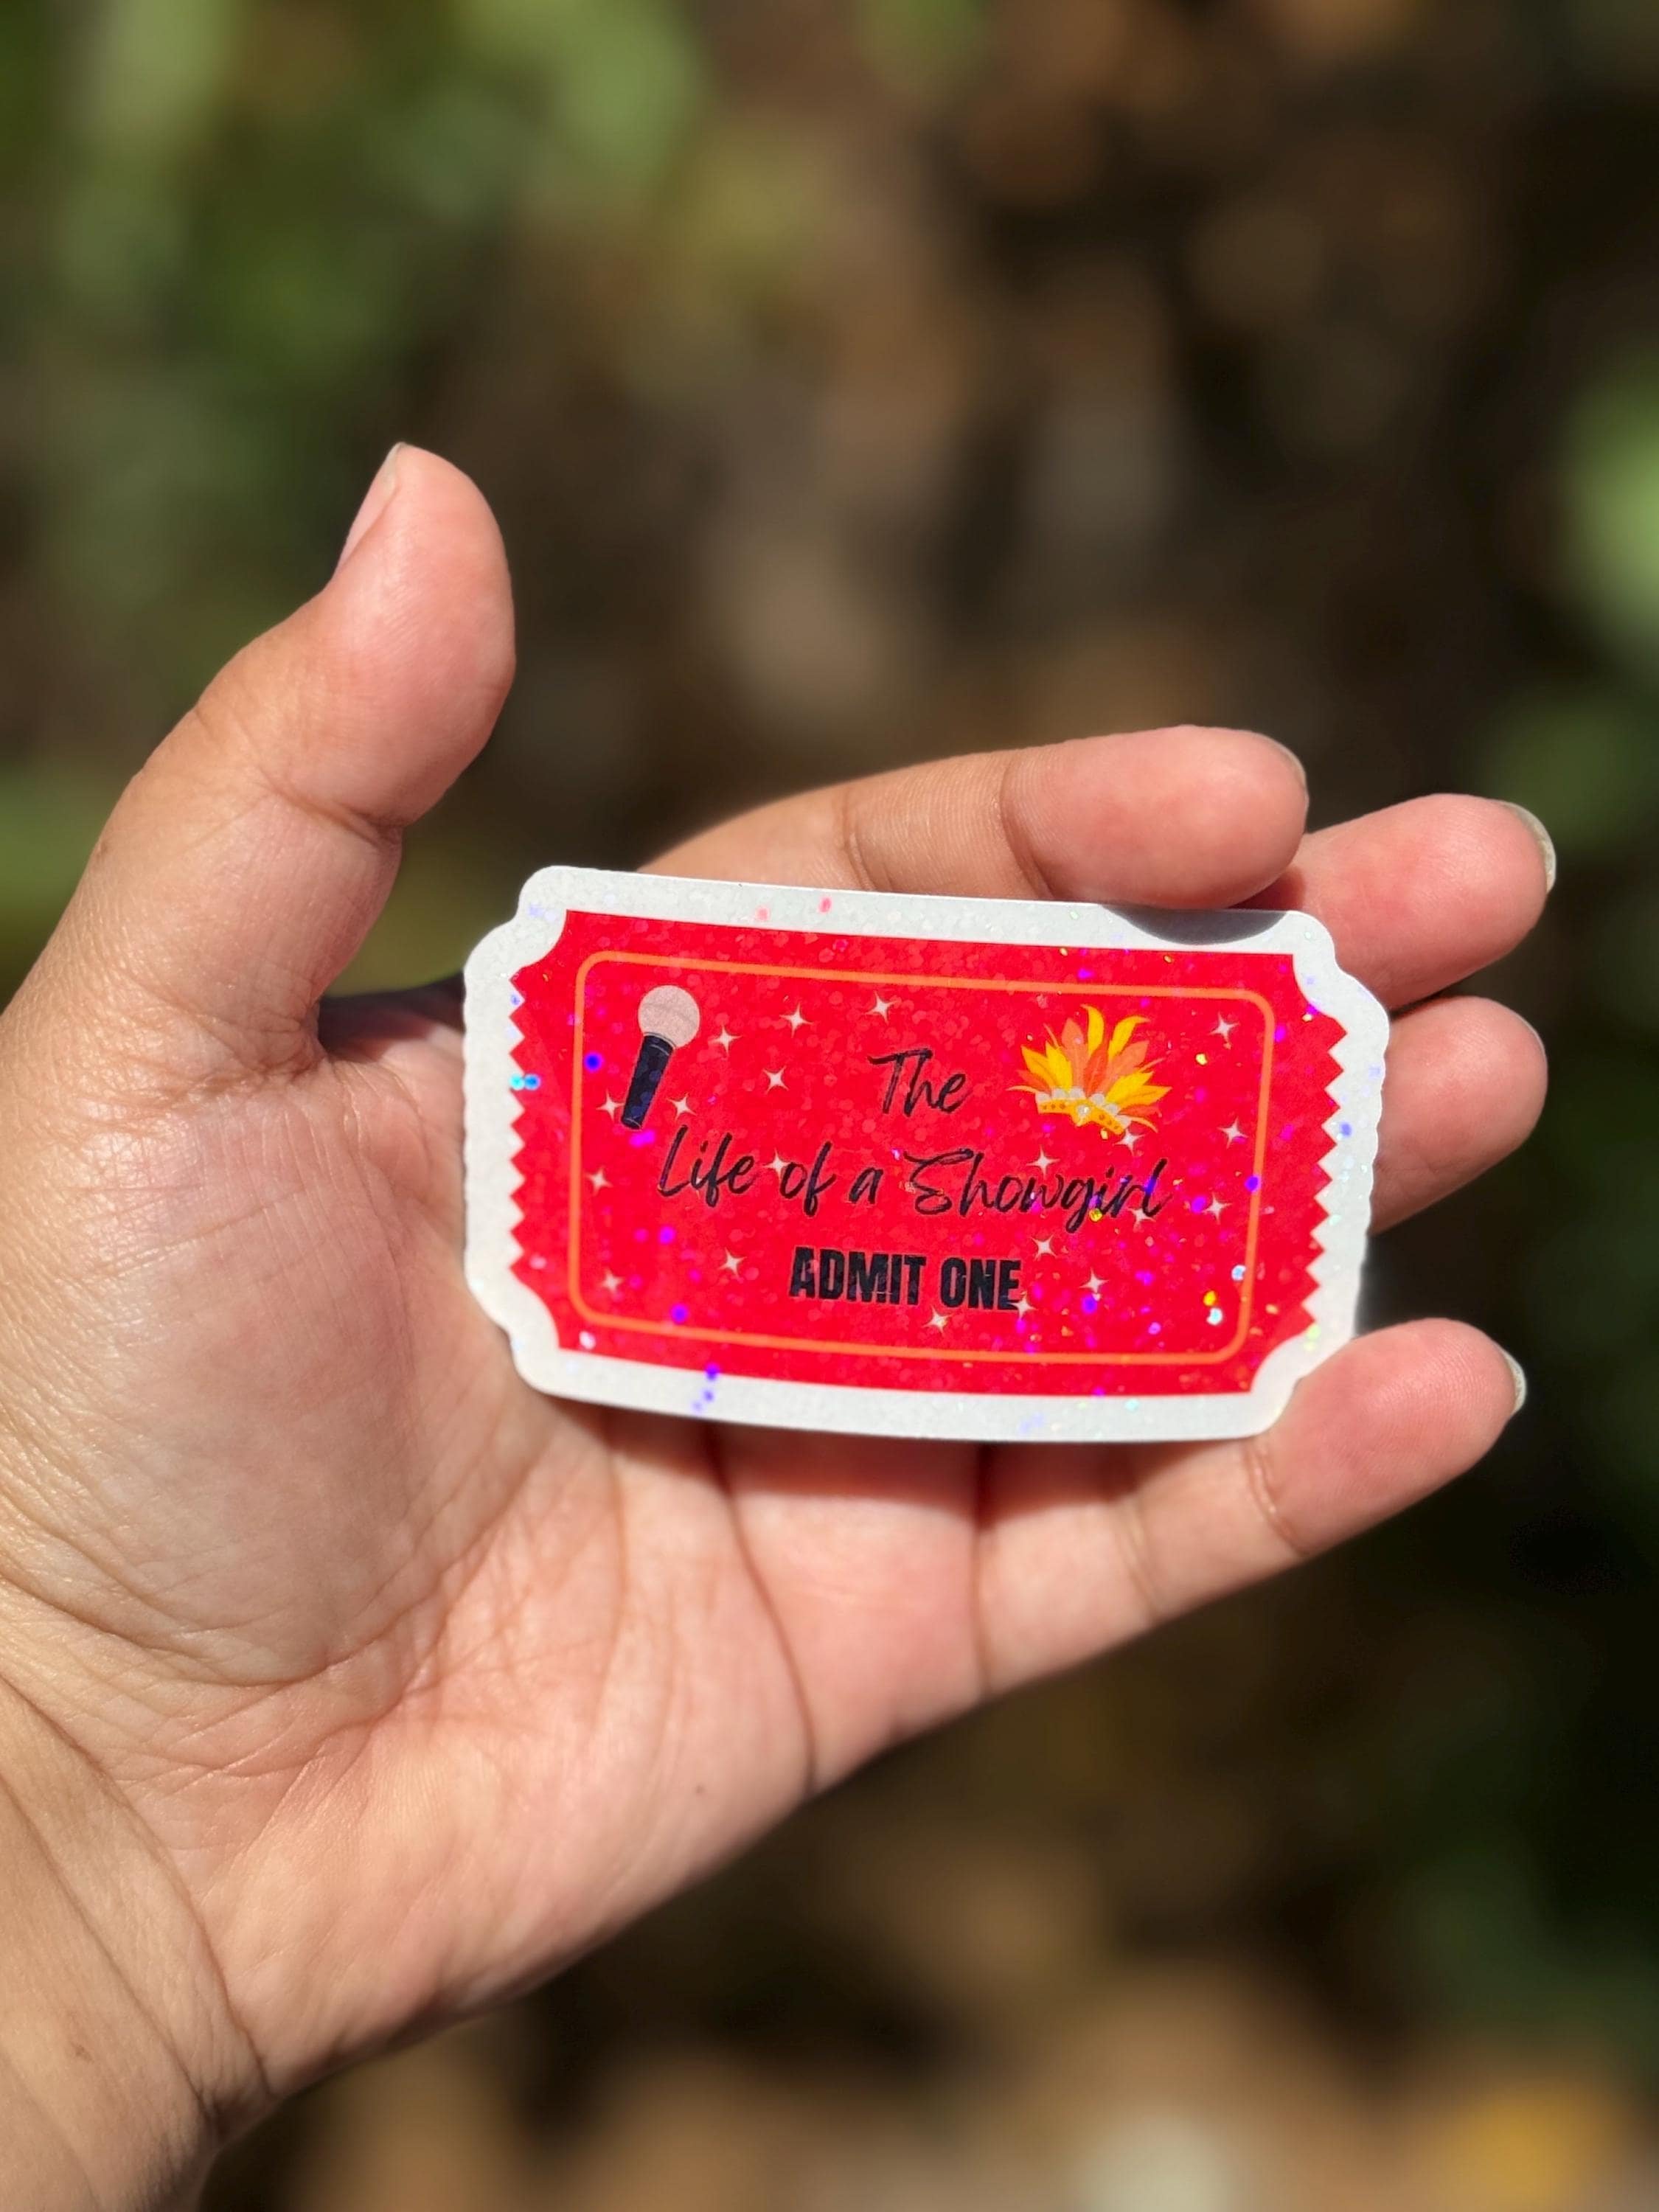 The
Life of a Showgirl
ADMIT ONE